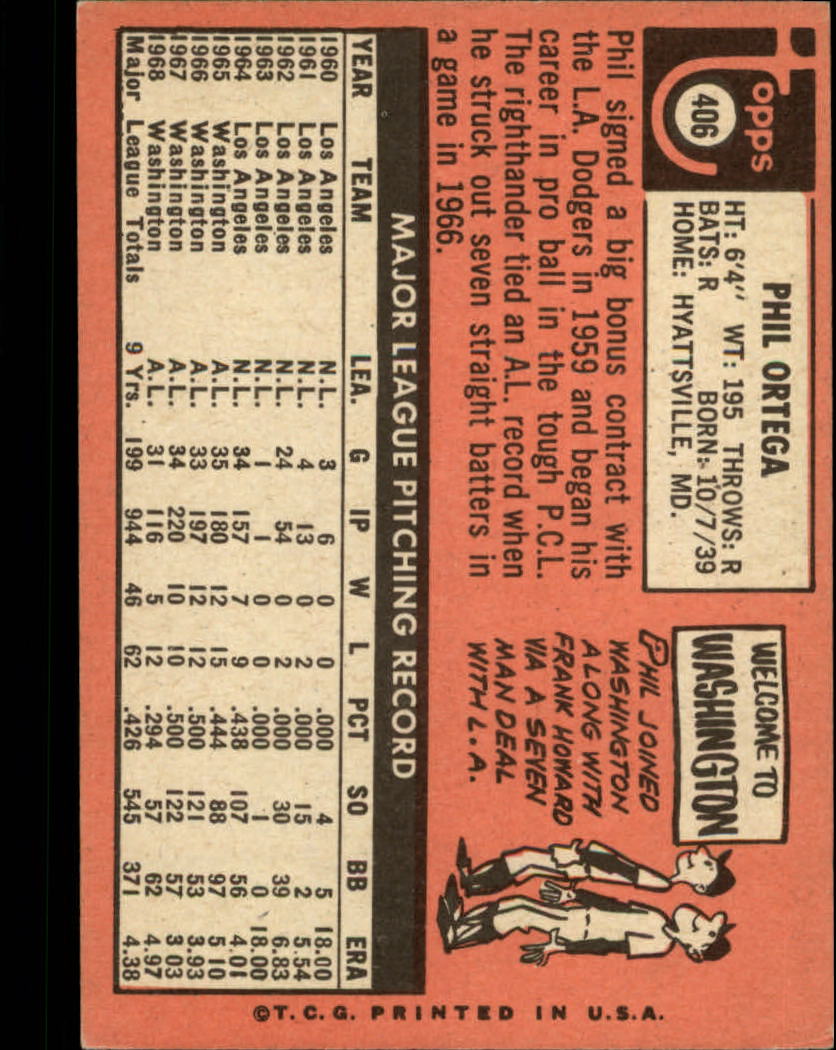 Topps
406
PHIL ORTEGA
HT: 6'4" WT: 195 THROWS: R
BATS: R BORN: 10/7/39
HOME: HYATTSVILLE, MD.
Phil signed a big bonus contract with
the L.A. Dodgers in 1959 and began his
career in pro ball in the tough P.C.L.
The righthander tied an A.L. record when
he struck out seven straight batters in
a game in 1966.
WELCOME TO
WASHINGTON
PHIL JOINED
WASHINGTON
ALONG WITH
FRANK HOWARD
VIA A SEVEN
MAN DEAL
WITH L.A.
MAJOR LEAGUE PITCHING RECORD
YEAR TEAM LEA. G IP W L PCT SO BB ERA
1960 Los Angeles N.L. 3 6 0 0 .000 4 5 18.00
1961 Los Angeles N.L. 4 13 0 2 .000 15 2 5.54
1962 Los Angeles N.L. 24 54 0 2 .000 30 39 6.83
1963 Los Angeles N.L. 1 1 0 0 .000 1 0 18.00
1964 Los Angeles N.L. 34 157 7 9 .438 107 56 4.01
1965 Washington A.L. 35 180 12 15 .444 88 97 5.10
1966 Washington A.L. 33 197 12 12 .500 121 53 3.93
1967 Washington A.L. 34 220 10 10 .500 122 57 3.03
1968 Washington A.L. 31 116 5 12 .294 57 62 4.97
Major League Totals 9 Yrs. 199 944 46 62 .426 545 371 4.38
©T.C.G. PRINTED IN U.S.A.